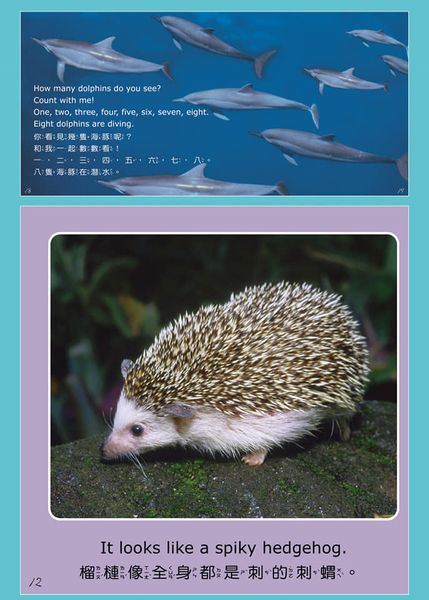 How many dolphins do you see?
Count with me!
One, two, three, four, five, six, seven, eight.
Eight dolphins are diving.
你看見幾隻海豚呢？
和我一起數數看！
一，二，三，四，五，六，七，八。
八隻海豚在潛水。
18
19
It looks like a spiky hedgehog.
榴槤像全身都是刺的刺蝟。
12